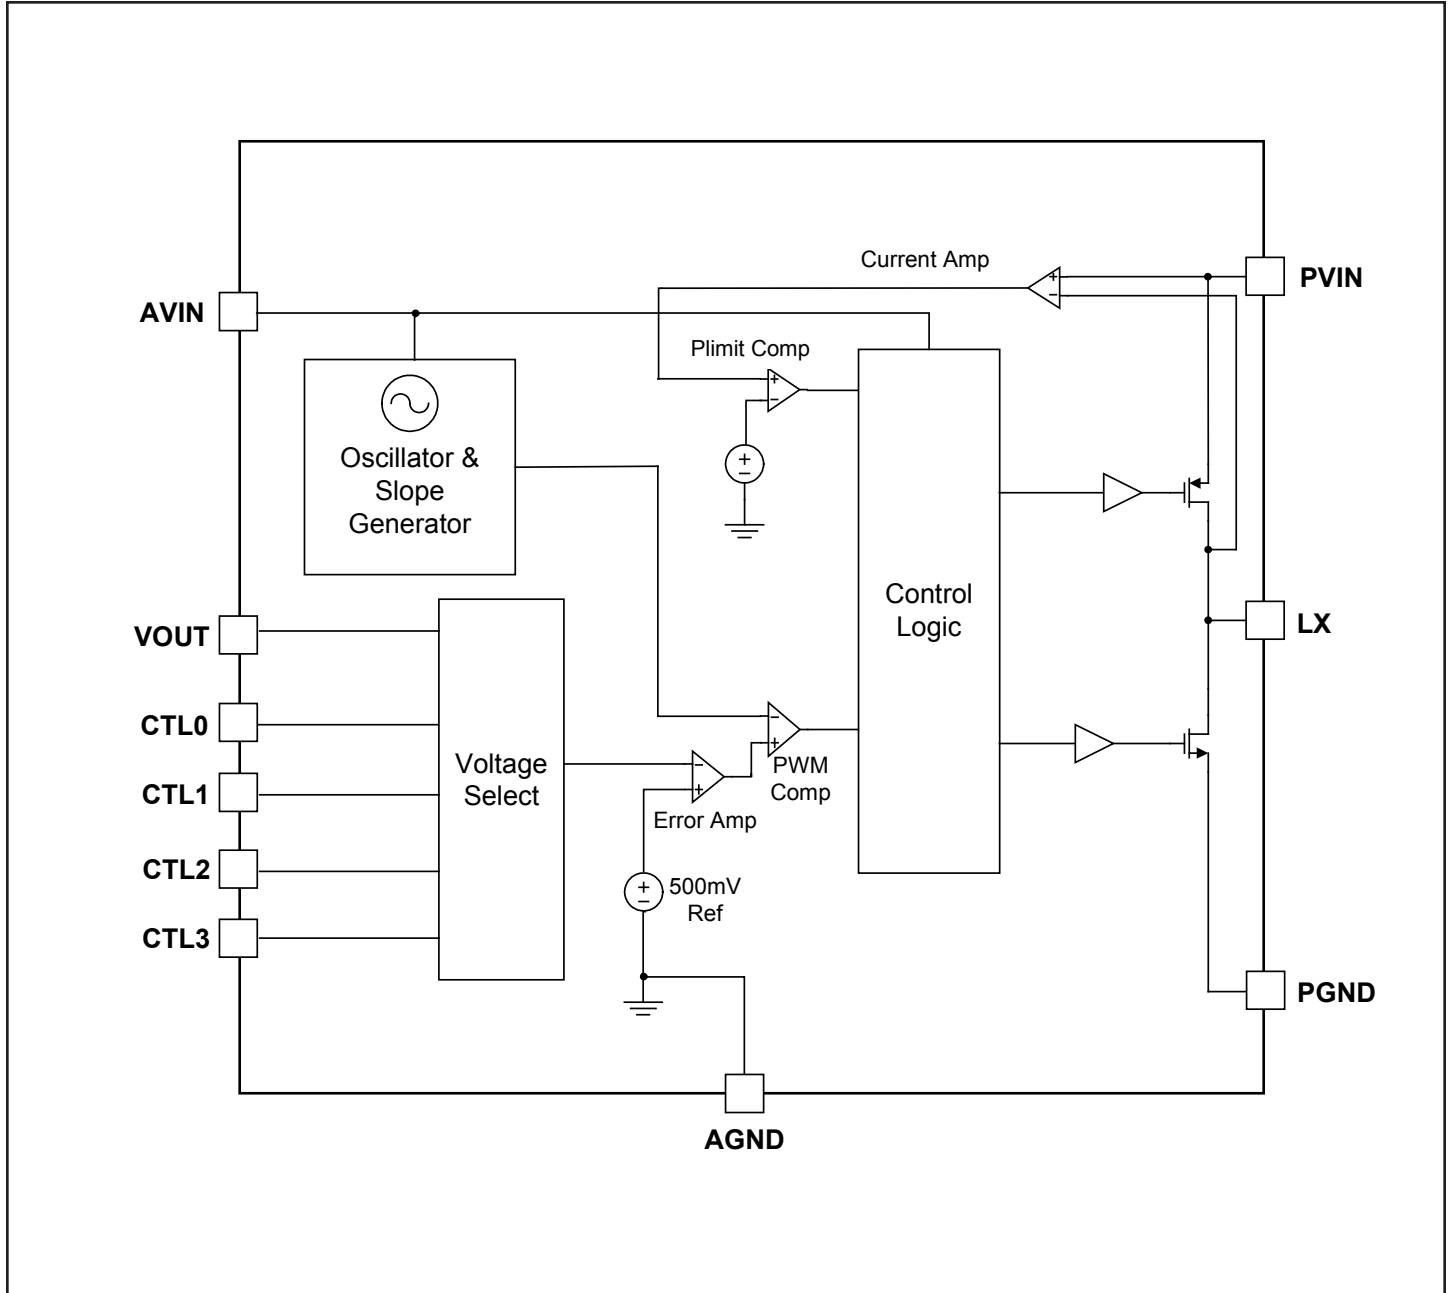 Current Amp
PVIN
AVIN
Plimit Comp
+
−
+
−
+
−
Oscillator &
Slope
Generator
Control
Logic
VOUT
LX
CTL0
Voltage
Select
−
+
−
+
PWM
Comp
CTL1
Error Amp
CTL2
+
−
500mV
Ref
CTL3
PGND
AGND